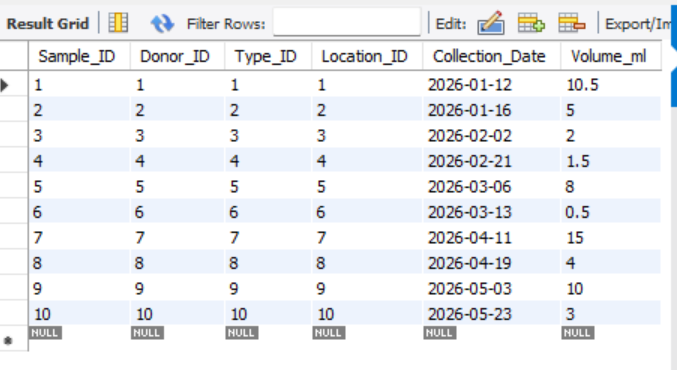 Result Grid Filter Rows: Edit: Export/Im
Sample_ID Donor_ID Type_ID Location_ID Collection_Date Volume_ml
1 1 1 1 2026-01-12 10.5
2 2 2 2 2026-01-16 5
3 3 3 3 2026-02-02 2
4 4 4 4 2026-02-21 1.5
5 5 5 5 2026-03-06 8
6 6 6 6 2026-03-13 0.5
7 7 7 7 2026-04-11 15
8 8 8 8 2026-04-19 4
9 9 9 9 2026-05-03 10
10 10 10 10 2026-05-23 3
NULL NULL NULL NULL NULL NULL